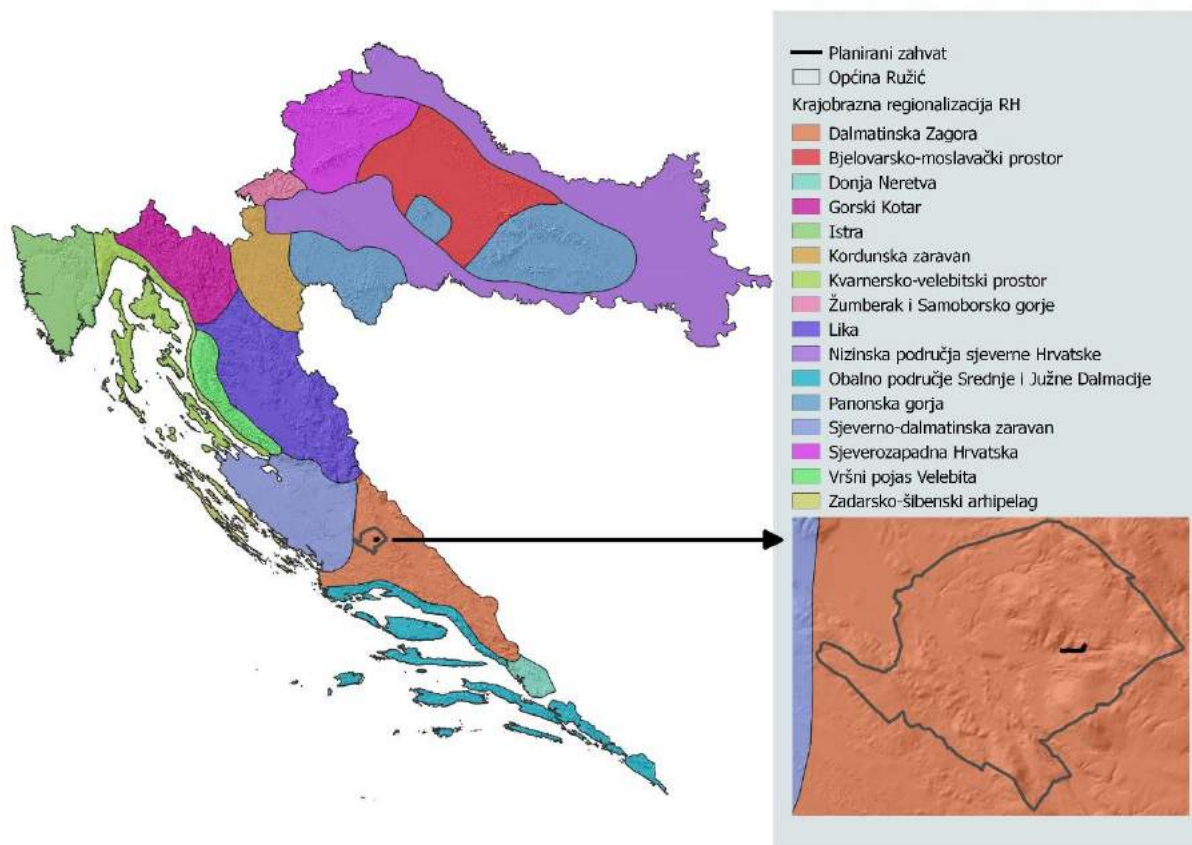 Planirani zahvat
Općina Ružić
Krajobrazna regionalizacija RH
Dalmatinska Zagora
Bjelovarsko-moslavački prostor
Donja Neretva
Gorski Kotar
Istra
Kordunska zaravan
Kvarnersko-velebitski prostor
Žumberak i Samoborsko gorje
Lika
Nizinska područja sjeverne Hrvatske
Obalno područje Srednje i Južne Dalmacije
Panonska gorja
Sjeverno-dalmatinska zaravan
Sjeverozapadna Hrvatska
Vršni pojas Velebita
Zadarsko-šibenski arhipelag